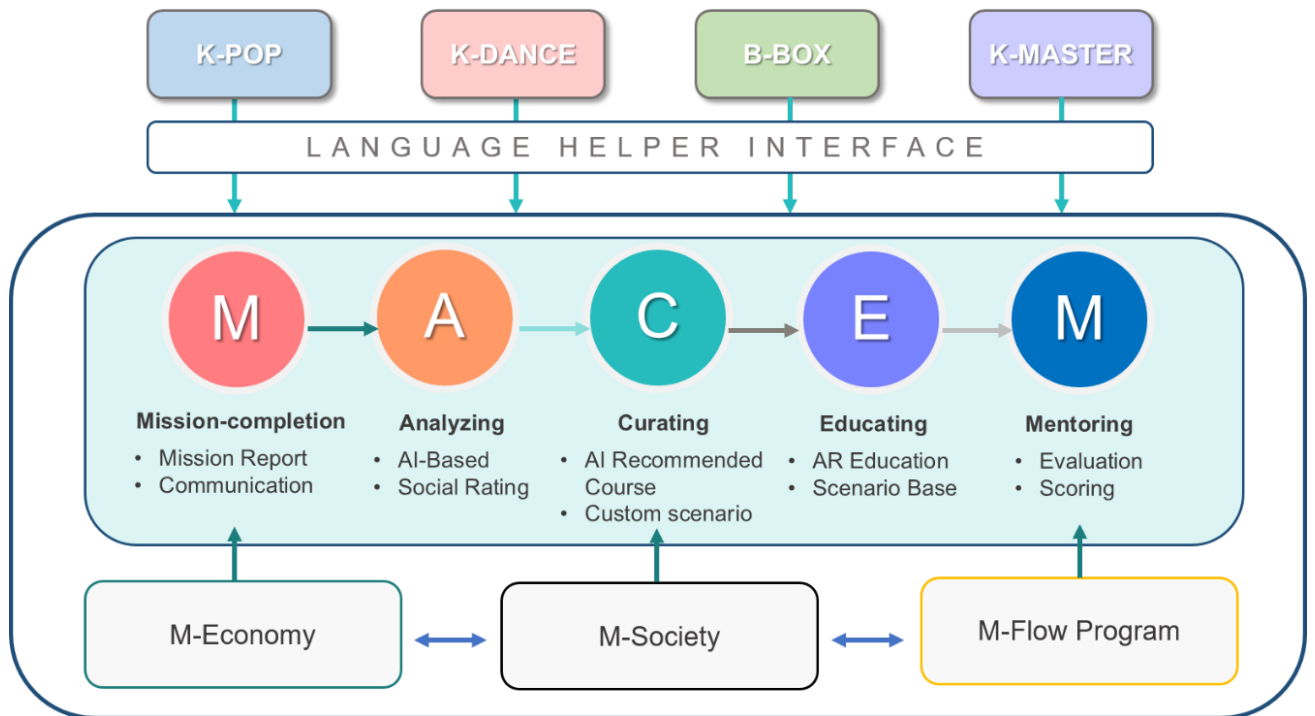 K-POP
K-DANCE
B-BOX
K-MASTER
LANGUAGE HELPER INTERFACE
M
A
C
E
M
Mission-completion
• Mission Report
• Communication
Analyzing
• AI-Based
• Social Rating
Curating
• AI Recommended
Course
• Custom scenario
Educating
• AR Education
• Scenario Base
Mentoring
• Evaluation
• Scoring
M-Economy
M-Society
M-Flow Program